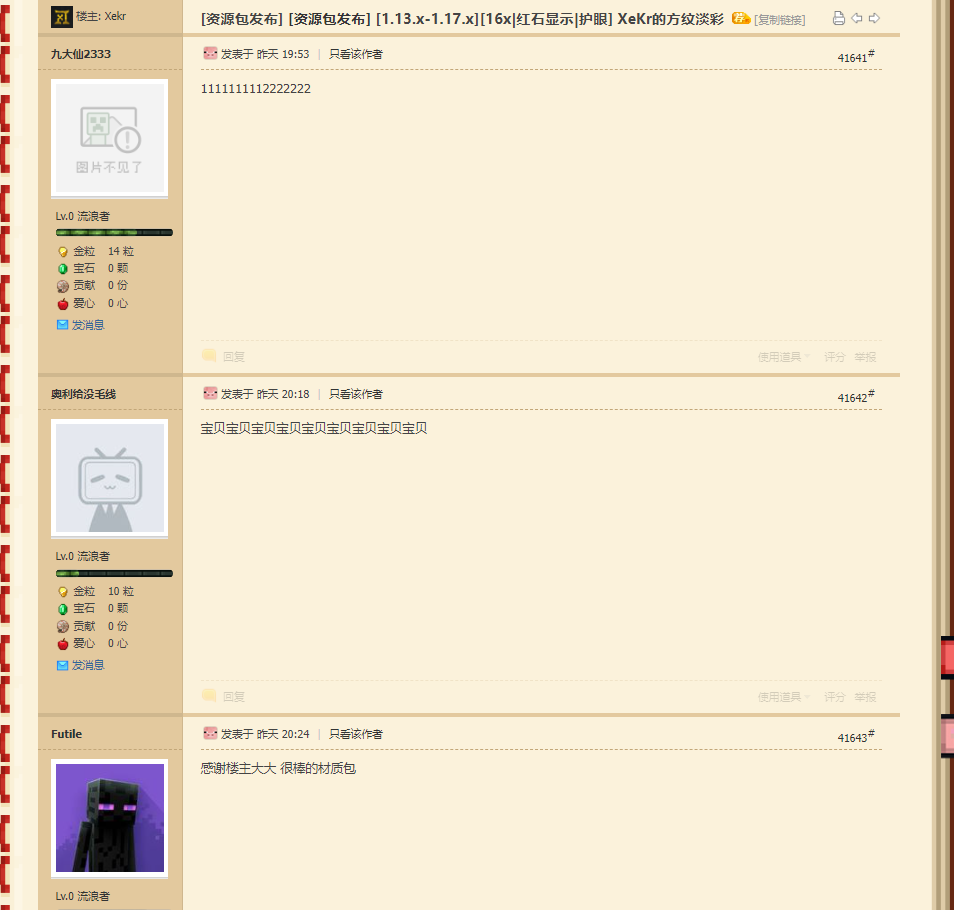 楼主: Xekr
[资源包发布] [资源包发布] [1.13.x-1.17.x][16x|红石显示|护眼] XeKr的方纹淡彩 荐 [复制链接]
九大仙2333
发表于 昨天 19:53 | 只看该作者
41641#
1111111112222222
图片不见了
Lv.0 流浪者
金粒 14 粒
宝石 0 颗
贡献 0 份
爱心 0 心
发消息
回复
使用道具 评分 举报
奥利给没毛线
发表于 昨天 20:18 | 只看该作者
41642#
宝贝宝贝宝贝宝贝宝贝宝贝宝贝宝贝宝贝
Lv.0 流浪者
金粒 10 粒
宝石 0 颗
贡献 0 份
爱心 0 心
发消息
回复
使用道具 评分 举报
Futile
发表于 昨天 20:24 | 只看该作者
41643#
感谢楼主大大 很棒的材质包
Lv.0 流浪者